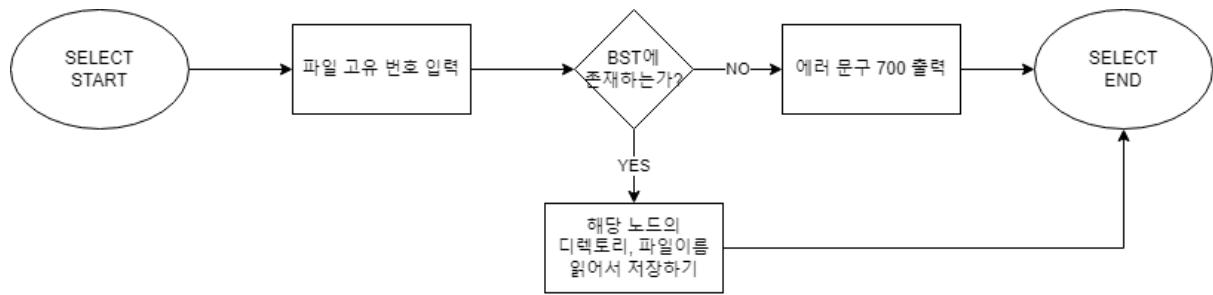 SELECT
START
파일 고유 번호 입력
BST에
존재하는가?
NO
에러 문구 700 출력
SELECT
END
YES
해당 노드의
디렉토리, 파일이름
읽어서 저장하기